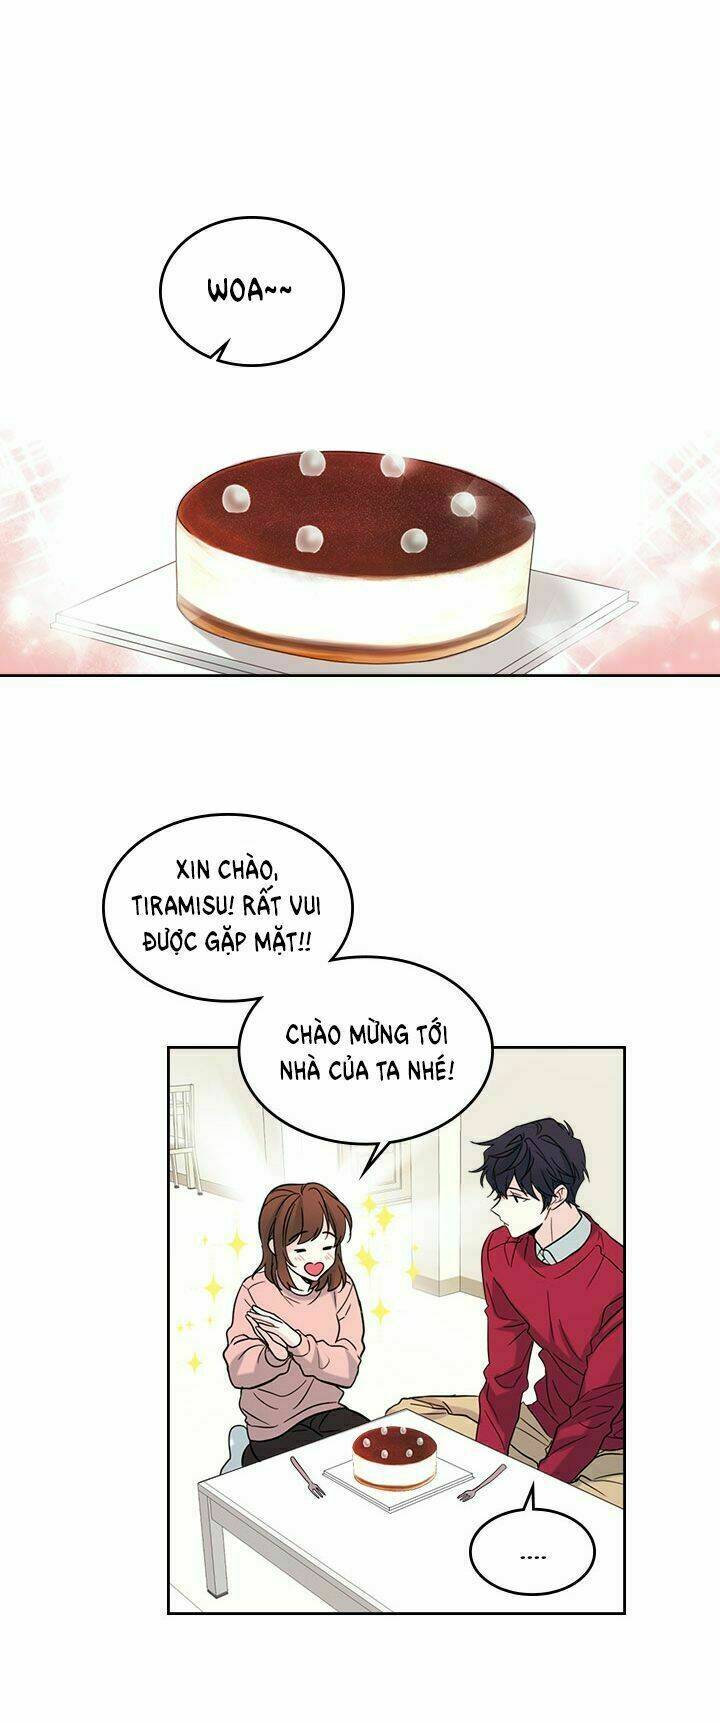 WOA~~
XIN CHÀO,
TIRAMISU! RẤT VUI
ĐƯỢC GẶP MẶT!!
CHÀO MỪNG TỚI
NHÀ CỦA TA NHÉ!
....